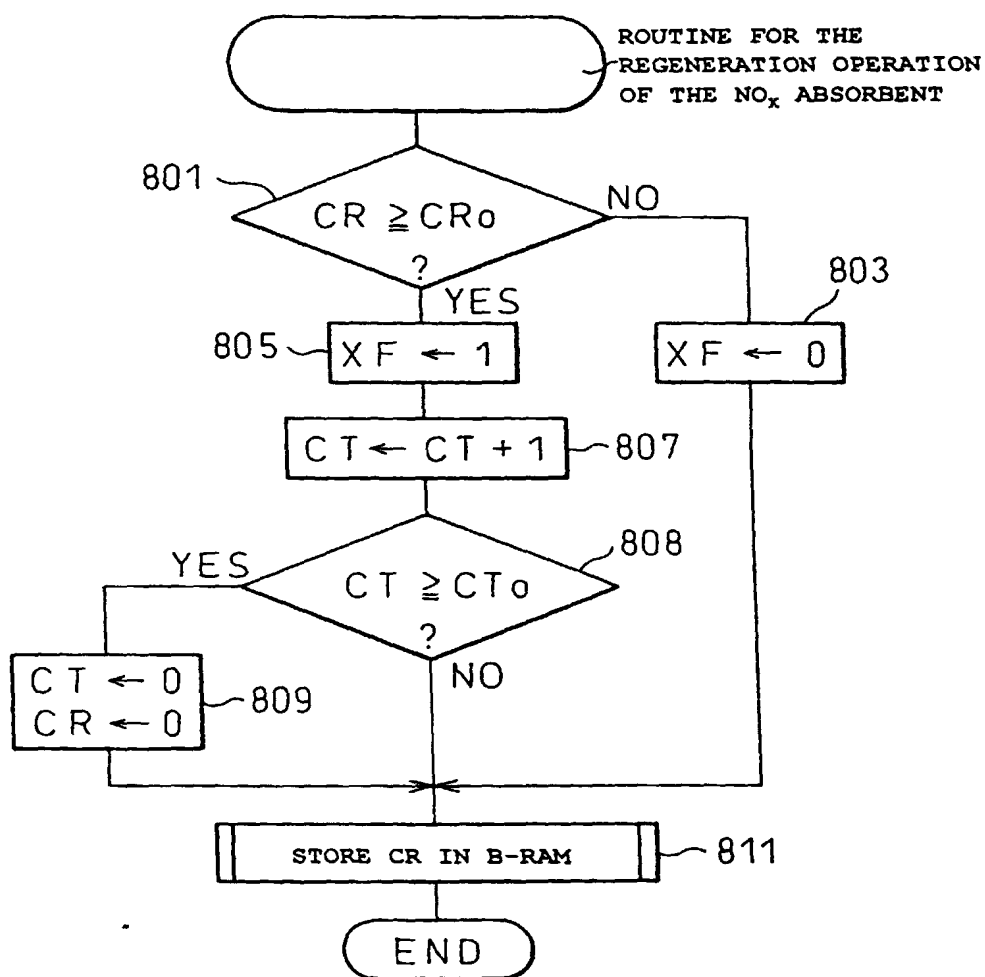 ROUTINE FOR THE
REGENERATION OPERATION
OF THE NOx ABSORBENT
801
CR ≧ CRo
?
NO
YES
803
805
XF ← 1
XF ← 0
CT ← CT + 1
807
808
YES
CT ≧ CTo
?
NO
CT ← 0
CR ← 0
809
STORE CR IN B-RAM
811
END